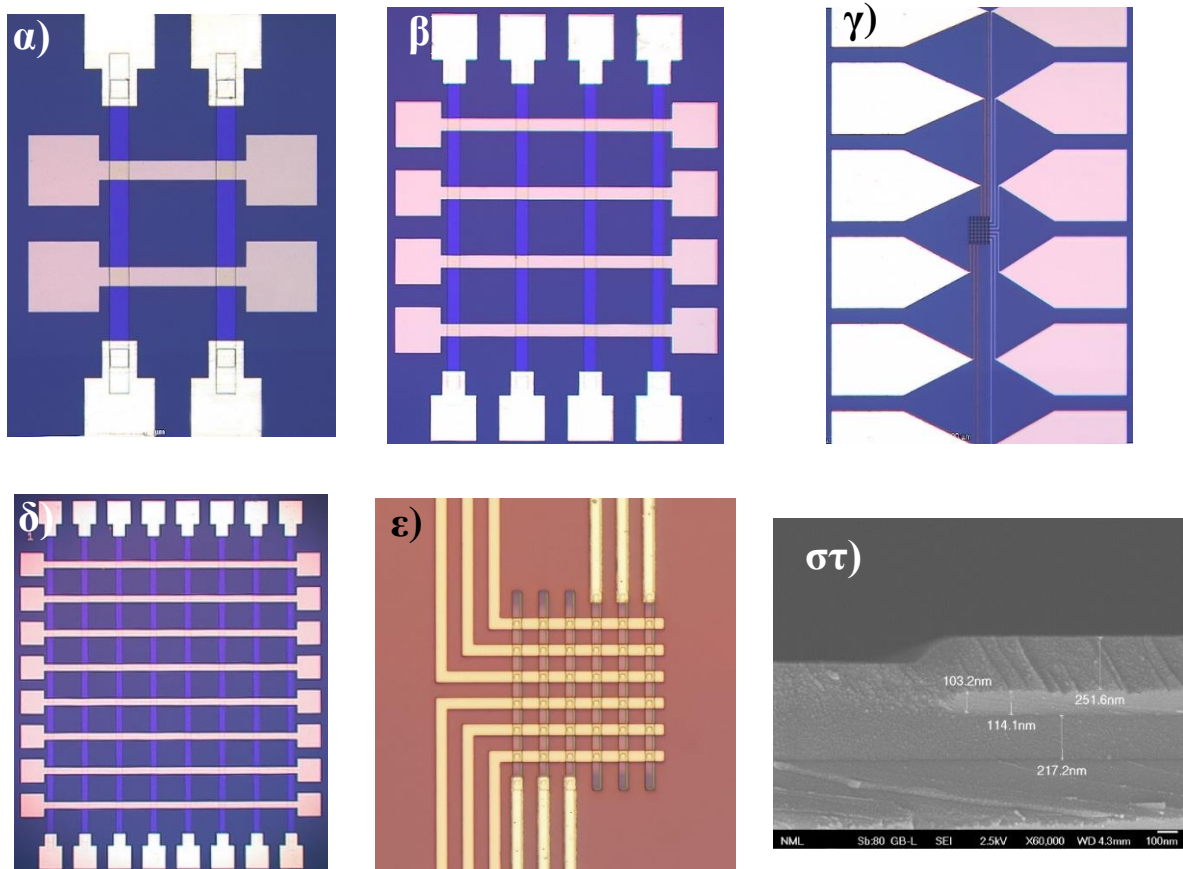 α)
β)
γ)
δ)
1
ε)
στ)
103.2nm
251.6nm
114.1nm
217.2nm
NML Sb:80 GB-L SEI 2.5kV X60,000 WD 4.3mm 100nm